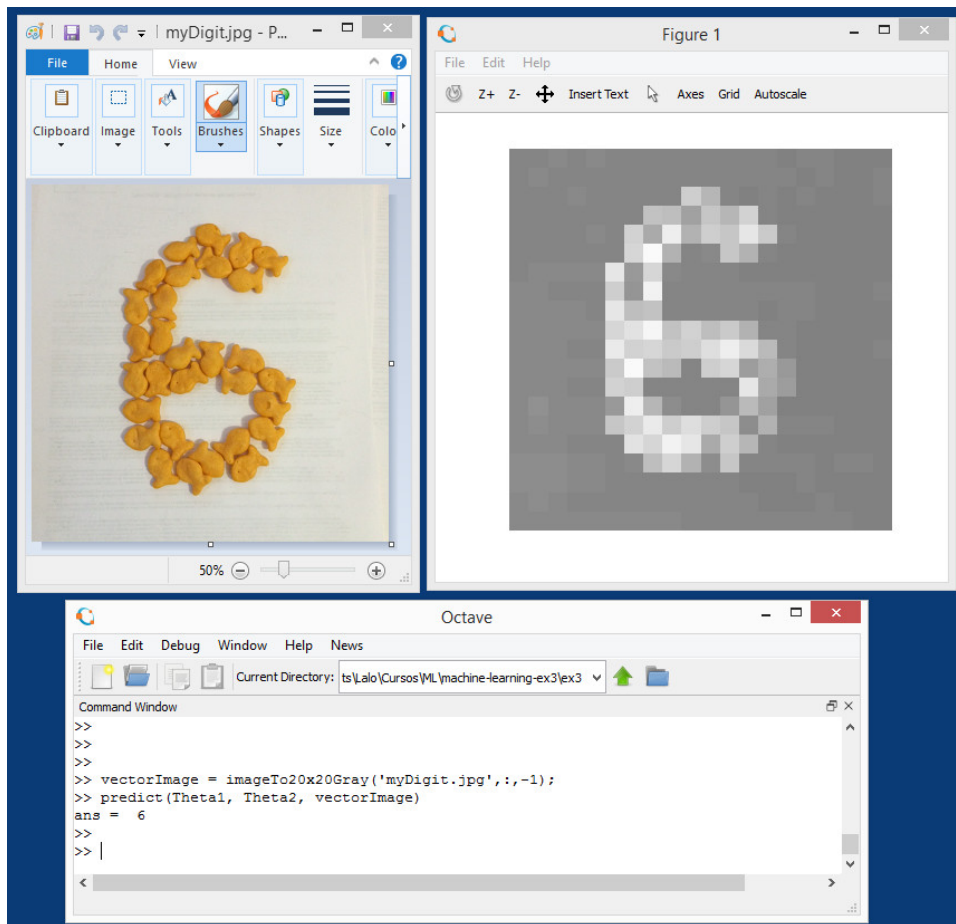 myDigit.jpg - P...
File Home View
Clipboard Image Tools Brushes Shapes Size Colo
50%
Figure 1
File Edit Help
Z+ Z- Insert Text Axes Grid Autoscale
6
Octave
File Edit Debug Window Help News
Current Directory: ts\Lalo\Cursos\ML\machine-learning-ex3\ex3
Command Window
>>
>>
>>
>> vectorImage = imageTo20x20Gray('myDigit.jpg',:,-1);
>> predict(Theta1, Theta2, vectorImage)
ans = 6
>>
>>